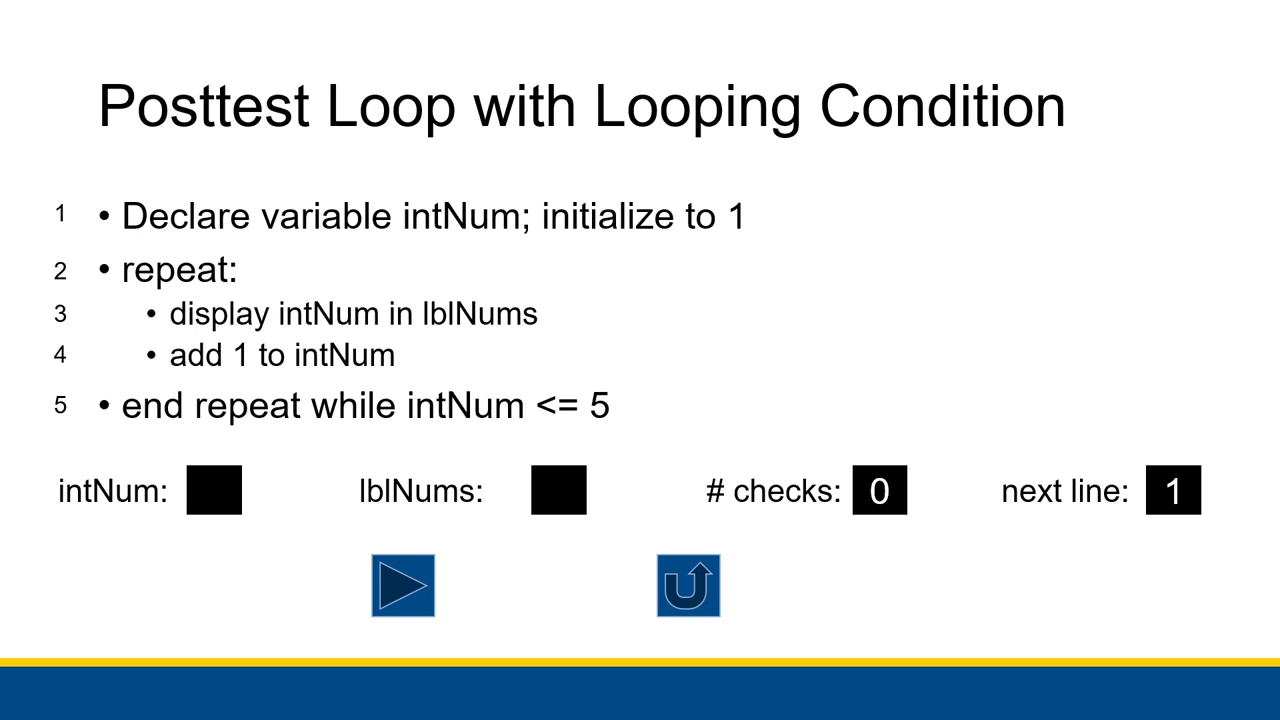 Posttest Loop with Looping Condition
1 • Declare variable intNum; initialize to 1
2 • repeat:
3 • display intNum in lblNums
4 • add 1 to intNum
5 • end repeat while intNum <= 5
intNum: lblNums: # checks: 0 next line: 1